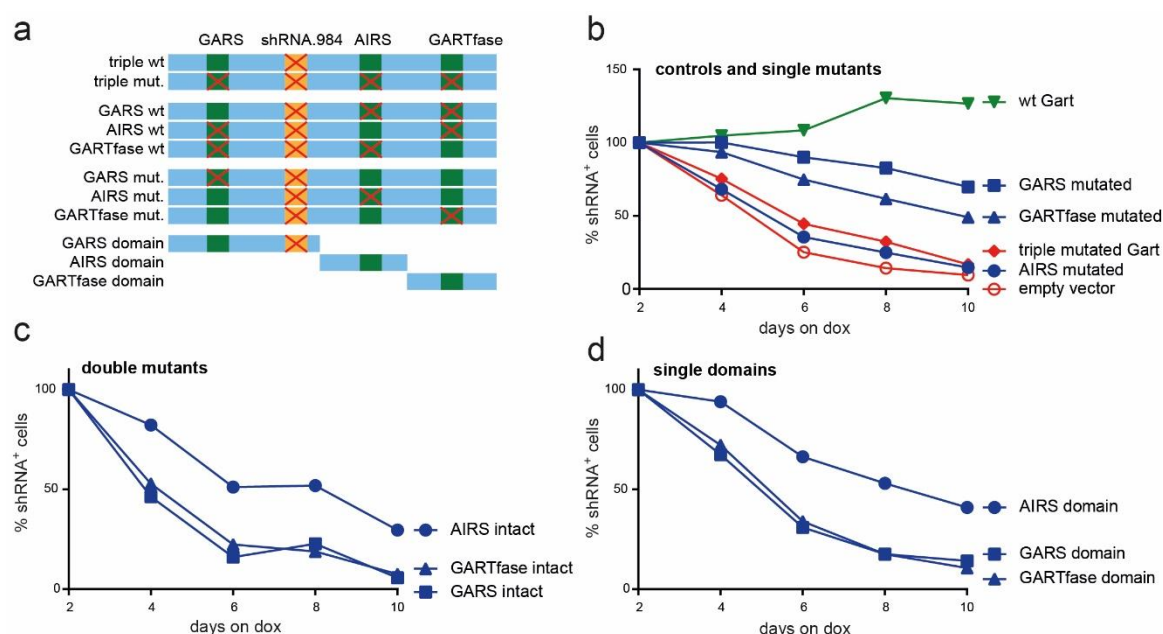 a
GARS shRNA.984 AIRS GARTfase
triple wt
triple mut.
GARS wt
AIRS wt
GARTfase wt
GARS mut.
AIRS mut.
GARTfase mut.
GARS domain
AIRS domain
GARTfase domain
b
controls and single mutants
% shRNA⁺ cells
150
100
50
0
2 4 6 8 10
days on dox
wt Gart
GARS mutated
GARTfase mutated
triple mutated Gart
AIRS mutated
empty vector
c
double mutants
% shRNA⁺ cells
100
50
0
2 4 6 8 10
days on dox
AIRS intact
GARTfase intact
GARS intact
d
single domains
% shRNA⁺ cells
100
50
0
2 4 6 8 10
days on dox
AIRS domain
GARS domain
GARTfase domain